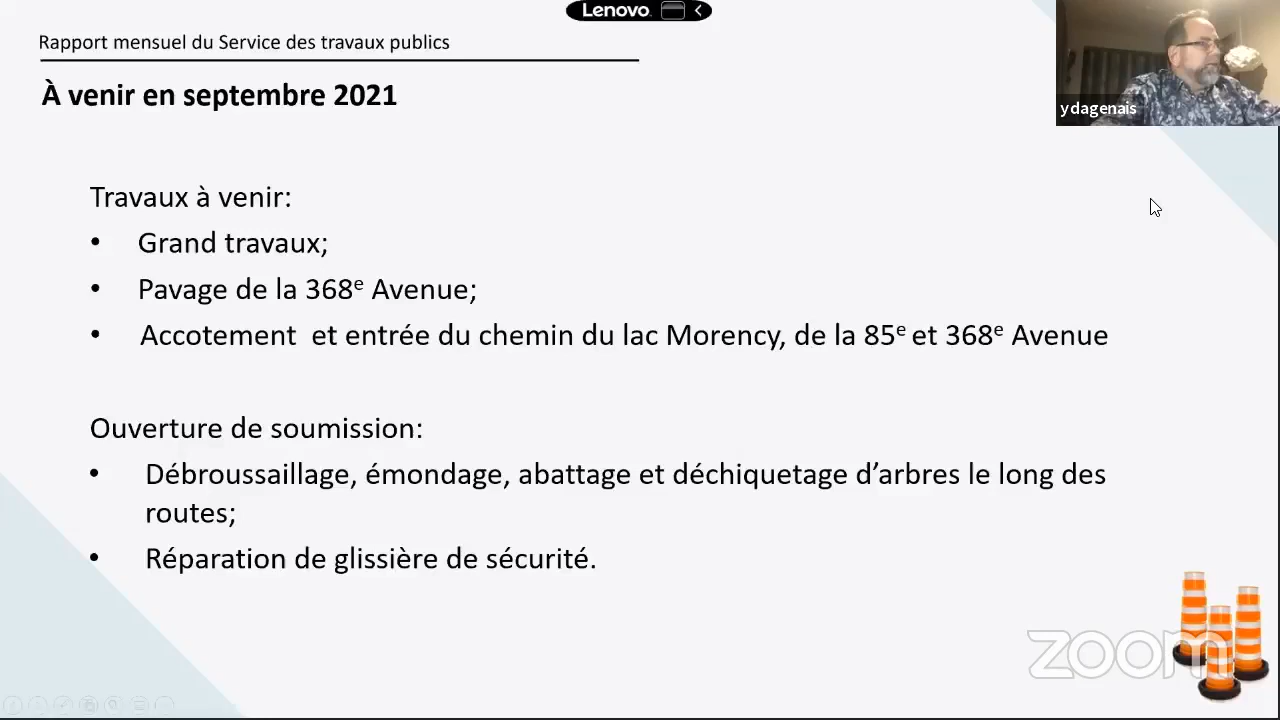 Lenovo
Rapport mensuel du Service des travaux publics
À venir en septembre 2021
ydagenais
Travaux à venir:
• Grand travaux;
• Pavage de la 368e Avenue;
• Accotement et entrée du chemin du lac Morency, de la 85e et 368e Avenue
Ouverture de soumission:
• Débroussaillage, émondage, abattage et déchiquetage d’arbres le long des
routes;
• Réparation de glissière de sécurité.
zoom